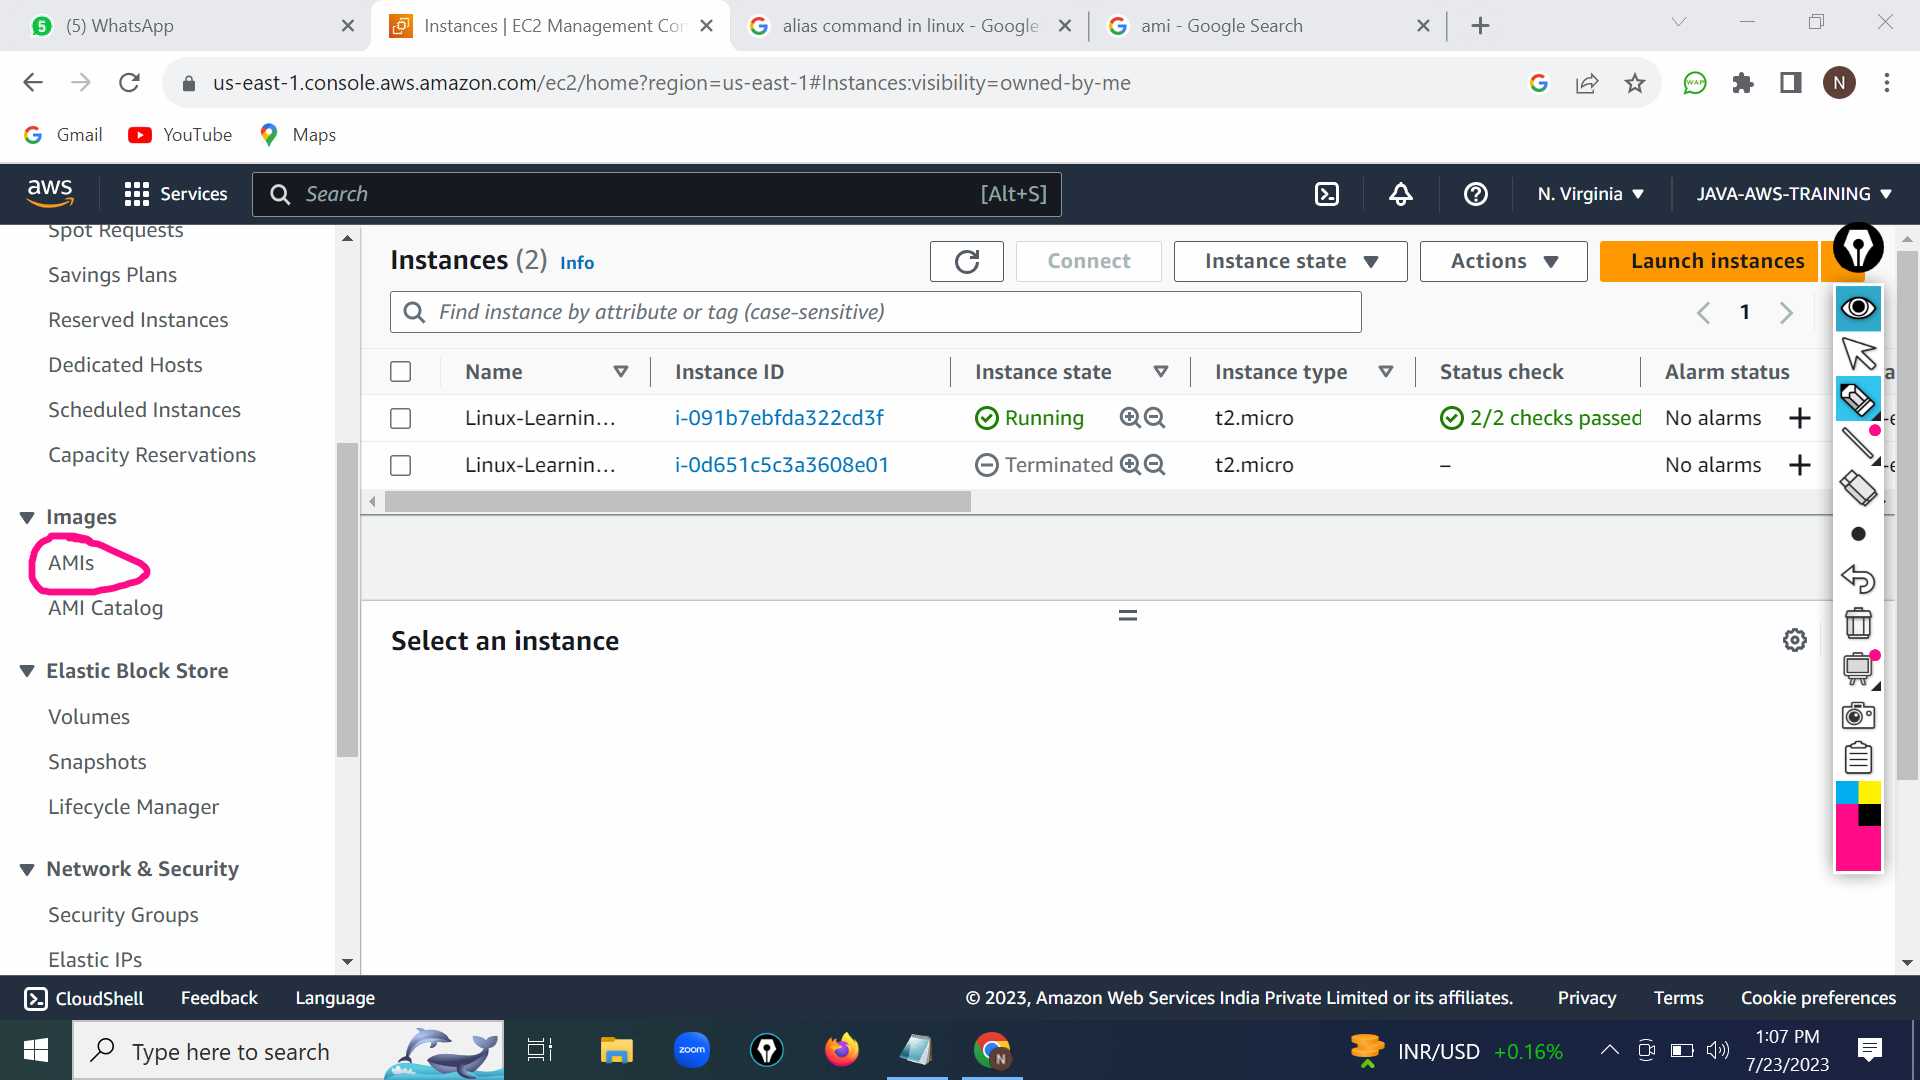 (5) WhatsApp
Instances | EC2 Management Cor
alias command in linux - Google
ami - Google Search
us-east-1.console.aws.amazon.com/ec2/home?region=us-east-1#Instances:visibility=owned-by-me
N
Gmail
YouTube
Maps
aws
Services
Search
[Alt+S]
N. Virginia
JAVA-AWS-TRAINING
Spot Requests
Savings Plans
Reserved Instances
Dedicated Hosts
Scheduled Instances
Capacity Reservations
Images
AMIs
AMI Catalog
Elastic Block Store
Volumes
Snapshots
Lifecycle Manager
Network & Security
Security Groups
Elastic IPs
Instances (2) Info
Connect
Instance state
Actions
Launch instances
Find instance by attribute or tag (case-sensitive)
1
Name Instance ID Instance state Instance type Status check Alarm status
Linux-Learnin... i-091b7ebfda322cd3f Running t2.micro 2/2 checks passed No alarms +
Linux-Learnin... i-0d651c5c3a3608e01 Terminated t2.micro – No alarms +
Select an instance
CloudShell Feedback Language © 2023, Amazon Web Services India Private Limited or its affiliates. Privacy Terms Cookie preferences
Type here to search
zoom
N
INR/USD +0.16%
1:07 PM
7/23/2023